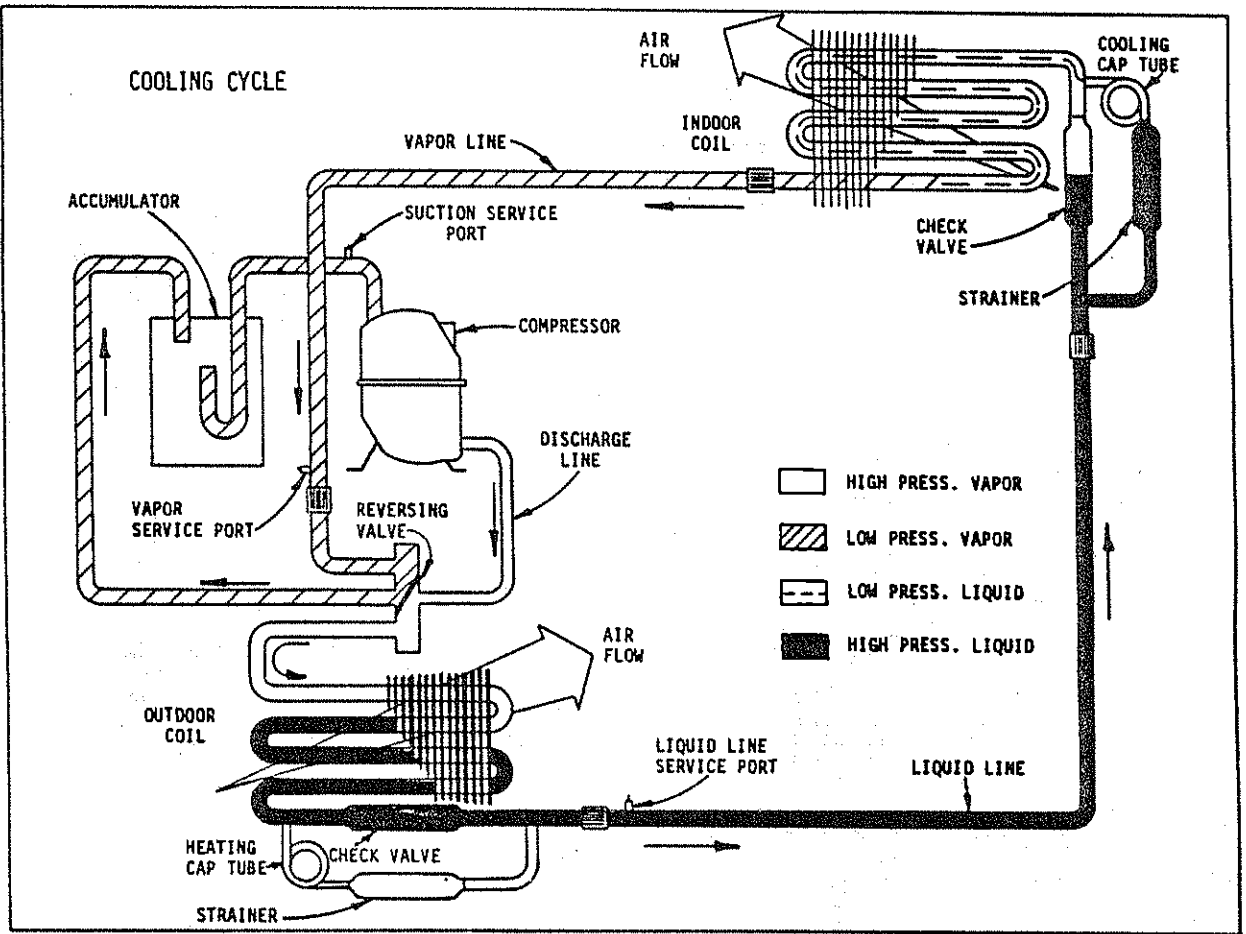 COOLING CYCLE
AIR
FLOW
COOLING
CAP TUBE
INDOOR
COIL
VAPOR LINE
ACCUMULATOR
SUCTION SERVICE
PORT
CHECK
VALVE
STRAINER
COMPRESSOR
DISCHARGE
LINE
VAPOR
SERVICE PORT
REVERSING
VALVE
HIGH PRESS. VAPOR
LOW PRESS. VAPOR
LOW PRESS. LIQUID
HIGH PRESS. LIQUID
AIR
FLOW
OUTDOOR
COIL
LIQUID LINE
SERVICE PORT
LIQUID LINE
HEATING
CAP TUBE
CHECK VALVE
STRAINER